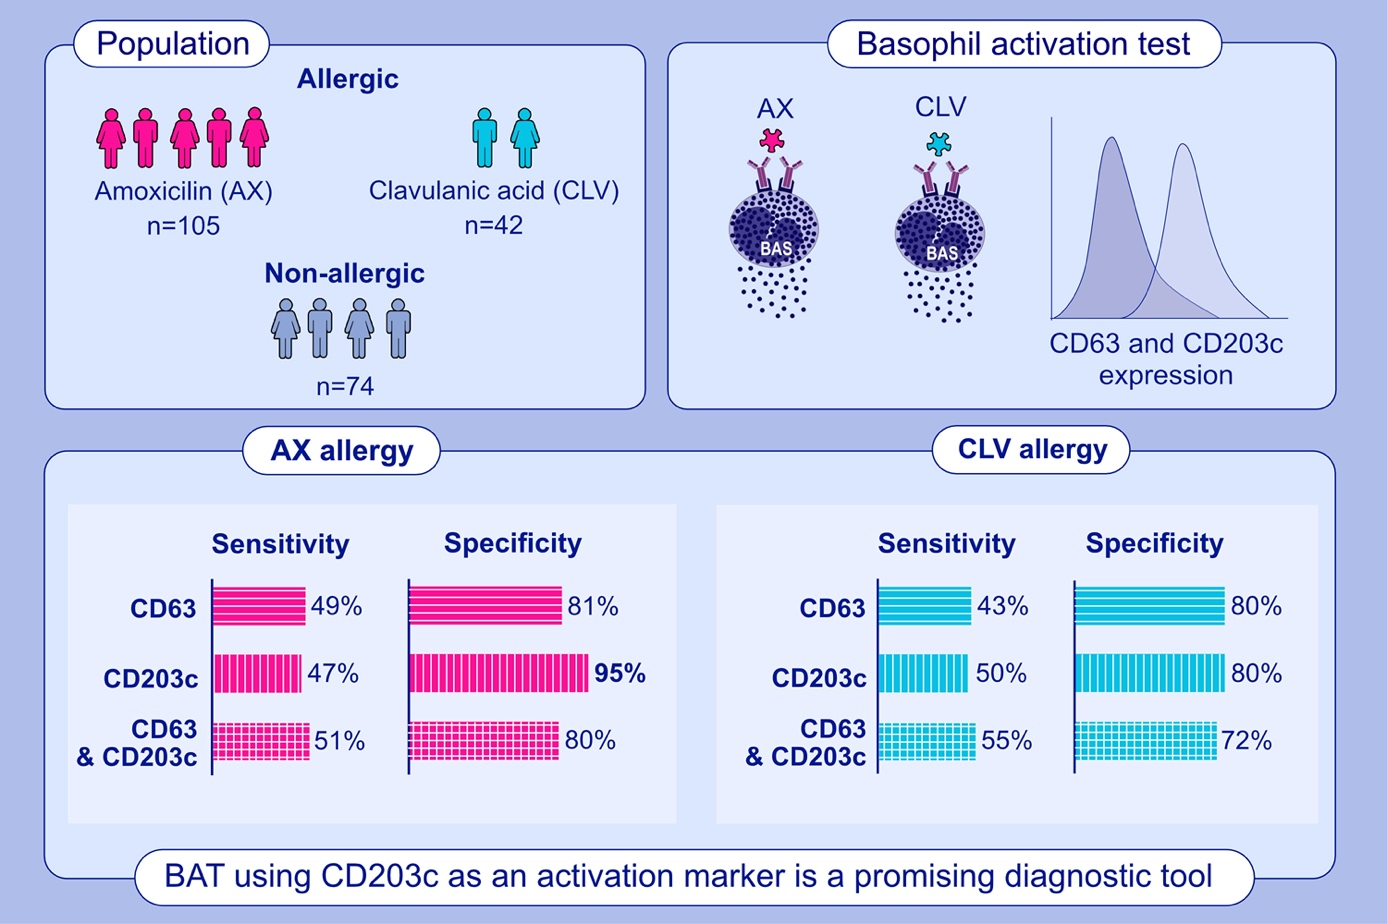 Population
Allergic
Amoxicilin (AX)
n=105
Clavulanic acid (CLV)
n=42
Non-allergic
n=74
Basophil activation test
AX
CLV
BAS
BAS
CD63 and CD203c
expression
AX allergy
Sensitivity
Specificity
CD63
49%
81%
CD203c
47%
95%
CD63
& CD203c
51%
80%
CLV allergy
Sensitivity
Specificity
CD63
43%
80%
CD203c
50%
80%
CD63
& CD203c
55%
72%
BAT using CD203c as an activation marker is a promising diagnostic tool